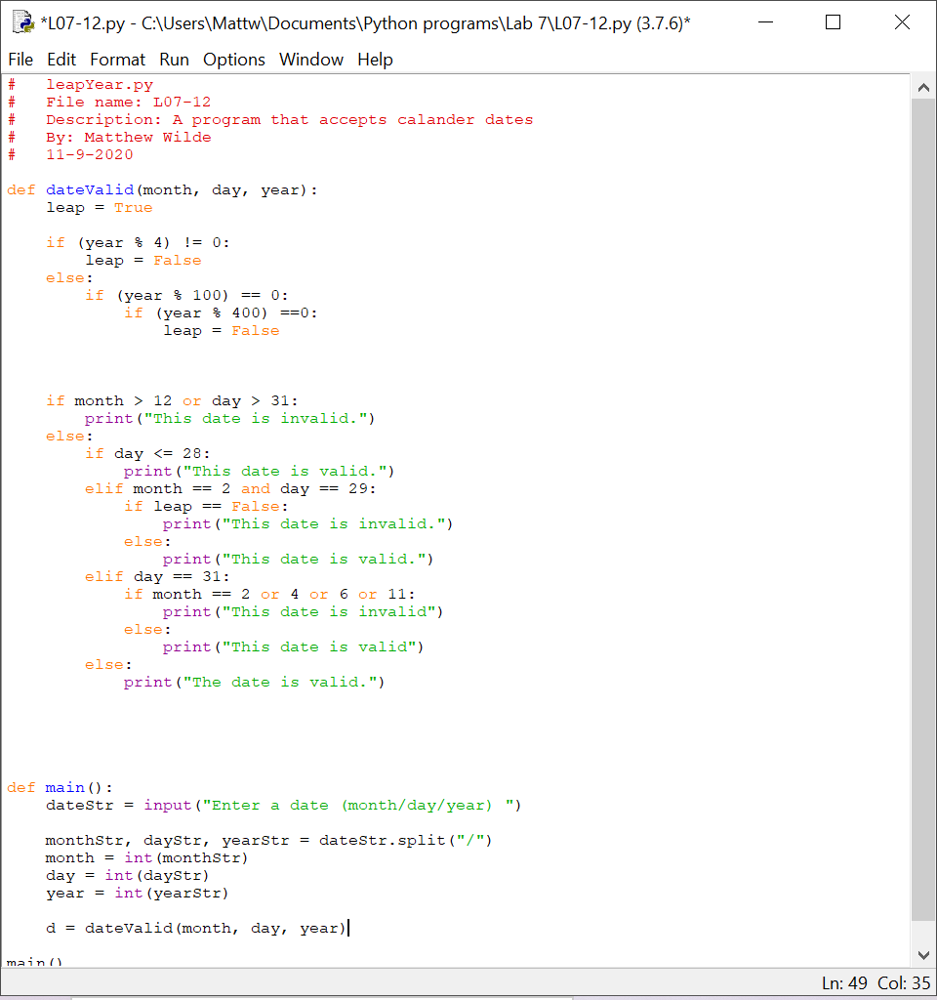 *L07-12.py - C:\Users\Mattw\Documents\Python programs\Lab 7\L07-12.py (3.7.6)*
File Edit Format Run Options Window Help
#   leapYear.py
#   File name: L07-12
#   Description: A program that accepts calander dates
#   By: Matthew Wilde
#   11-9-2020
def dateValid(month, day, year):
    leap = True
    if (year % 4) != 0:
        leap = False
    else:
        if (year % 100) == 0:
            if (year % 400) ==0:
                leap = False
    if month > 12 or day > 31:
        print("This date is invalid.")
    else:
        if day <= 28:
            print("This date is valid.")
        elif month == 2 and day == 29:
            if leap == False:
                print("This date is invalid.")
            else:
                print("This date is valid.")
        elif day == 31:
            if month == 2 or 4 or 6 or 11:
                print("This date is invalid")
            else:
                print("This date is valid")
        else:
            print("The date is valid.")
def main():
    dateStr = input("Enter a date (month/day/year) ")
    monthStr, dayStr, yearStr = dateStr.split("/")
    month = int(monthStr)
    day = int(dayStr)
    year = int(yearStr)
    d = dateValid(month, day, year)
main()
Ln: 49 Col: 35